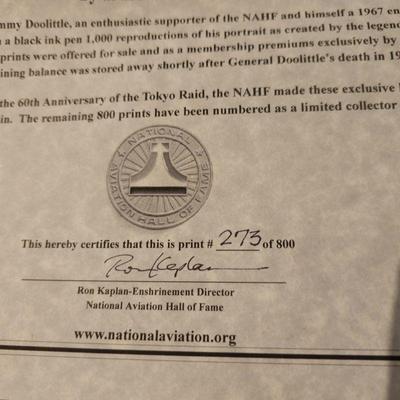 mmy Doolittle, an enthusiastic supporter of the NAHF and himself a 1967 en
a black ink pen 1,000 reproductions of his portrait as created by the legend
prints were offered for sale and as a membership premiums exclusively by
ining balance was stored away shortly after General Doolittle's death in 19
the 60th Anniversary of the Tokyo Raid, the NAHF made these exclusive
in. The remaining 800 prints have been numbered as a limited collector
NATIONAL
AVIATION HALL OF FAME
This hereby certifies that this is print # 273 of 800
Ron Kaplan
Ron Kaplan-Enshrinement Director
National Aviation Hall of Fame
www.nationalaviation.org